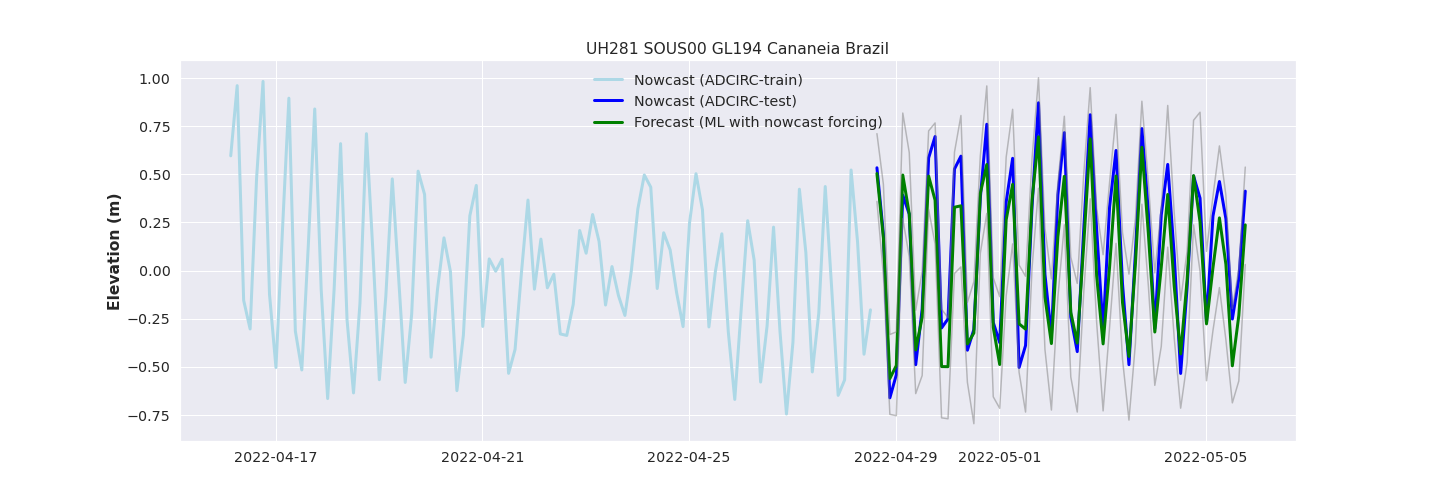 UH281 SOUS00 GL194 Cananeia Brazil
Nowcast (ADCIRC-train)
Nowcast (ADCIRC-test)
Forecast (ML with nowcast forcing)
Elevation (m)
1.00
0.75
0.50
0.25
0.00
−0.25
−0.50
−0.75
2022-04-17 2022-04-21 2022-04-25 2022-04-29 2022-05-01 2022-05-05